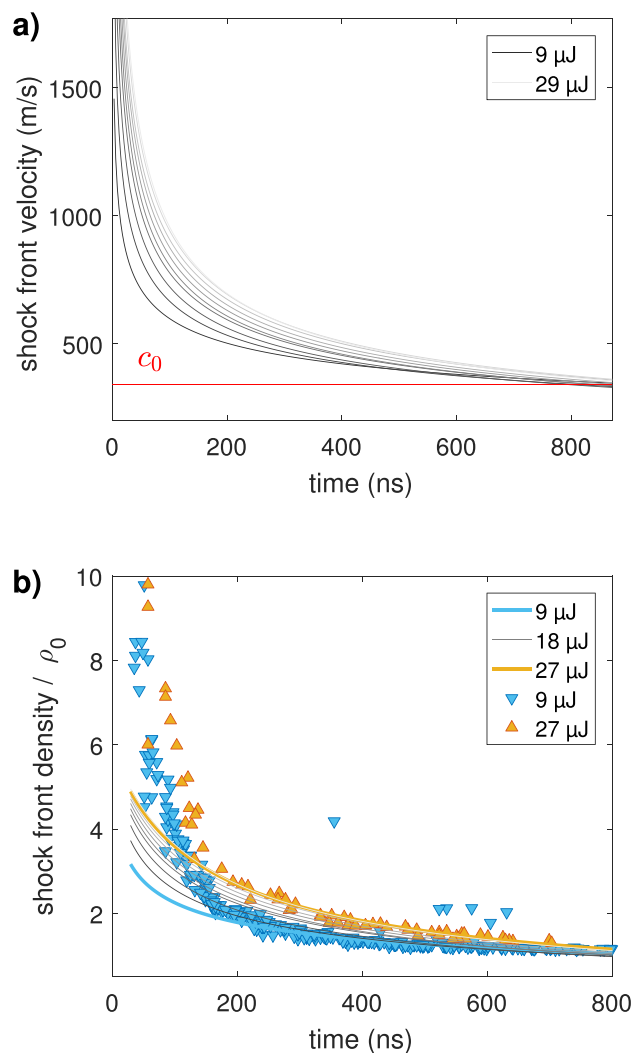 a)
shock front velocity (m/s)
1500
1000
500
9 μJ
29 μJ
c₀
0 200 400 600 800
time (ns)
b)
shock front density / ρ₀
10
8
6
4
2
9 μJ
18 μJ
27 μJ
9 μJ
27 μJ
0 200 400 600 800
time (ns)